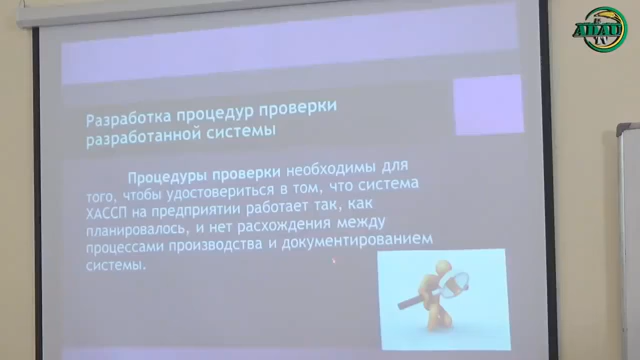 АПАИ
Разработка процедур проверки
разработанной системы
Процедуры проверки необходимы для
того, чтобы удостовериться в том, что система
ХАССП на предприятии работает так, как
планировалось, и нет расхождения между
процессами производства и документированием
системы.